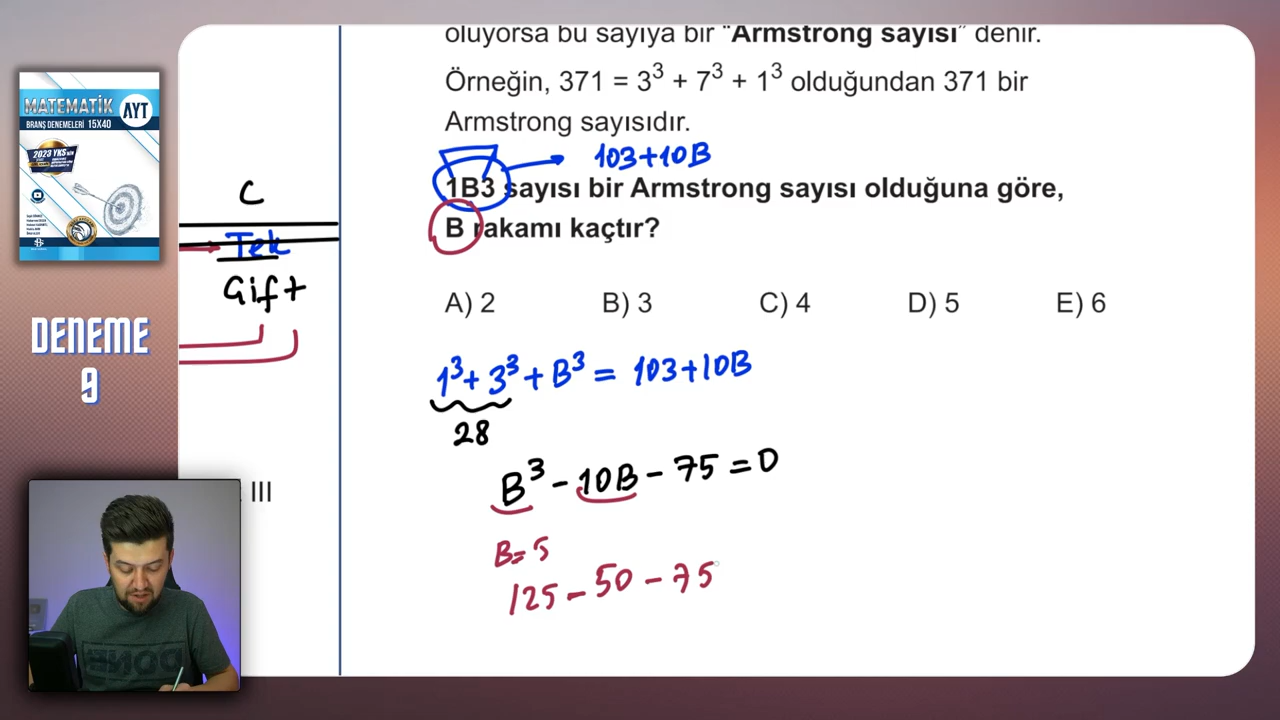 MATEMATİK AYT
BRANŞ DENEMELERİ 15X40
2023 YKS'NİN
DENEME
9
C
Tek
Çift
III
oluyorsa bu sayıya bir "Armstrong sayısı" denir.
Örneğin, 371 = 3³ + 7³ + 1³ olduğundan 371 bir
Armstrong sayısıdır.
103+10B
1B3 sayısı bir Armstrong sayısı olduğuna göre,
B rakamı kaçtır?
A) 2 B) 3 C) 4 D) 5 E) 6
1³ + 3³ + B³ = 103+10B
28
B³ - 10B - 75 = 0
B= 5
125 - 50 - 75